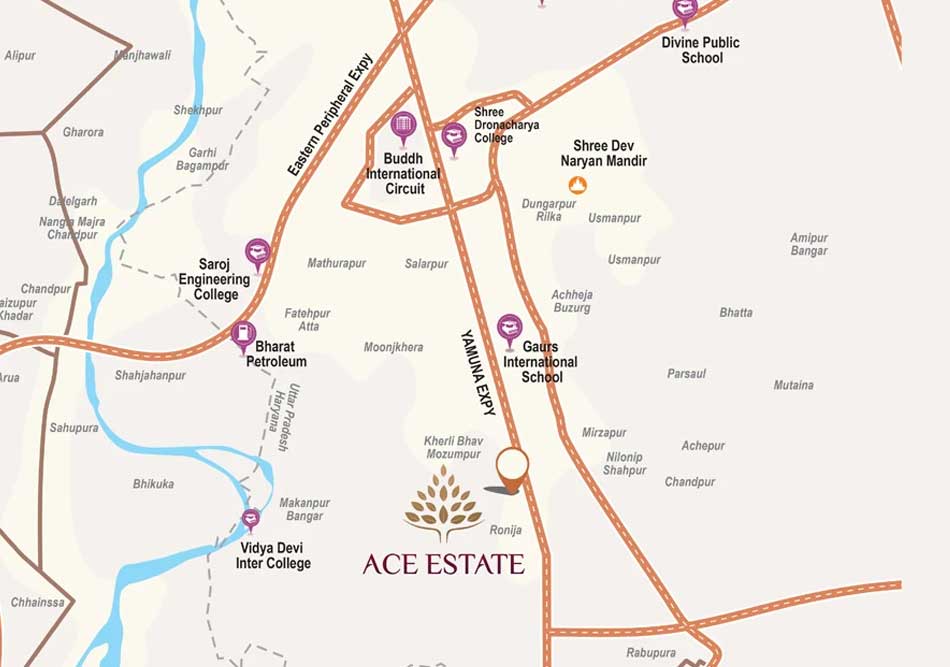 Divine Public
School
Alipur
Manjhawali
Eastern Peripheral Expy
Shekhpur
Shree
Dronacharya
College
Gharora
Garhi
Bagampur
Buddh
International
Circuit
Shree Dev
Naryan Mandir
Dalelgarh
Nangla Majra
Chandpur
Dungarpur
Rilka
Usmanpur
Amipur
Bangar
Saroj
Engineering
College
Mathurapur
Salarpur
Usmanpur
Chandpur
aizupur
Khadar
Achheja
Buzurg
Fatehpur
Atta
Bhatta
Bharat
Petroleum
Moonjkhera
YAMUNA EXPY
Gaurs
International
School
Arua
Shahjahanpur
Parsaul
Mutaina
Uttar Pradesh
Haryana
Sahupura
Kherli Bhav
Mozumpur
Mirzapur
Achepur
Nilonip
Shahpur
Bhikuka
Chandpur
Makanpur
Bangar
Ronija
Vidya Devi
Inter College
ACE ESTATE
Chhainssa
Rabupura